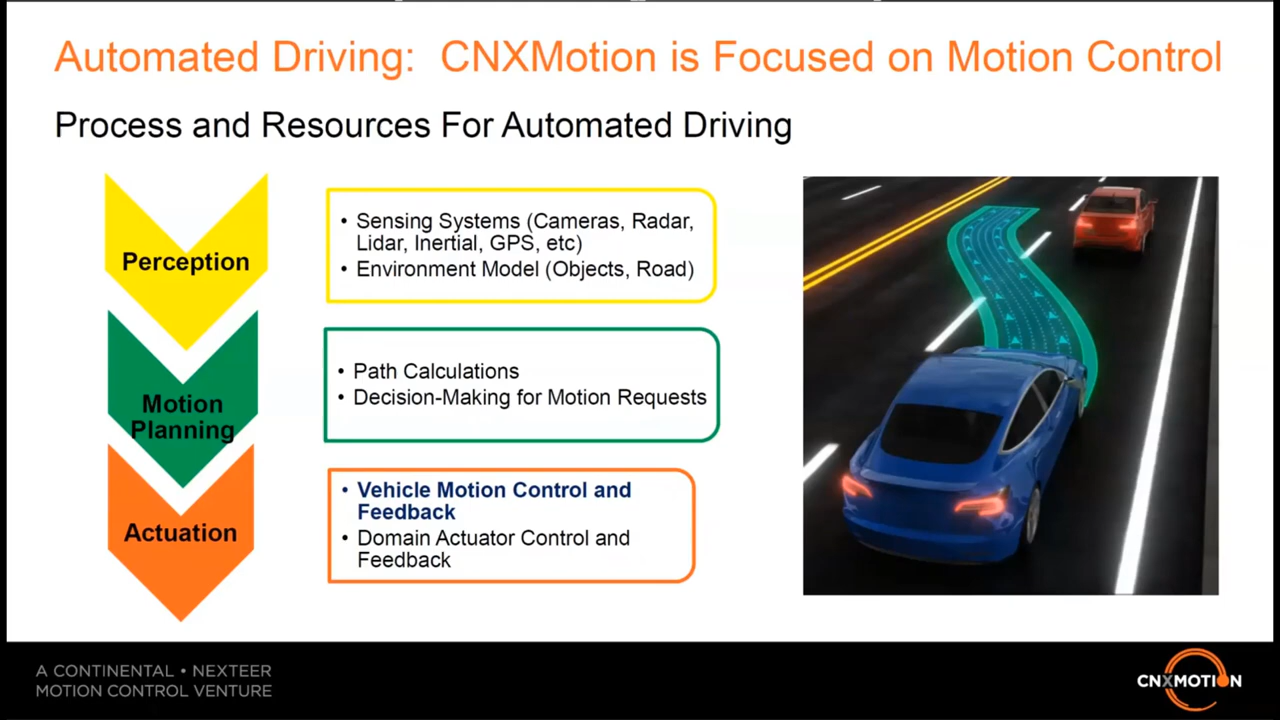 Automated Driving:  CNXMotion is Focused on Motion Control
Process and Resources For Automated Driving
Perception
• Sensing Systems (Cameras, Radar,
Lidar, Inertial, GPS, etc)
• Environment Model (Objects, Road)
Motion
Planning
• Path Calculations
• Decision-Making for Motion Requests
Actuation
• Vehicle Motion Control and
Feedback
• Domain Actuator Control and
Feedback
A CONTINENTAL • NEXTEER
MOTION CONTROL VENTURE
CNXMOTION